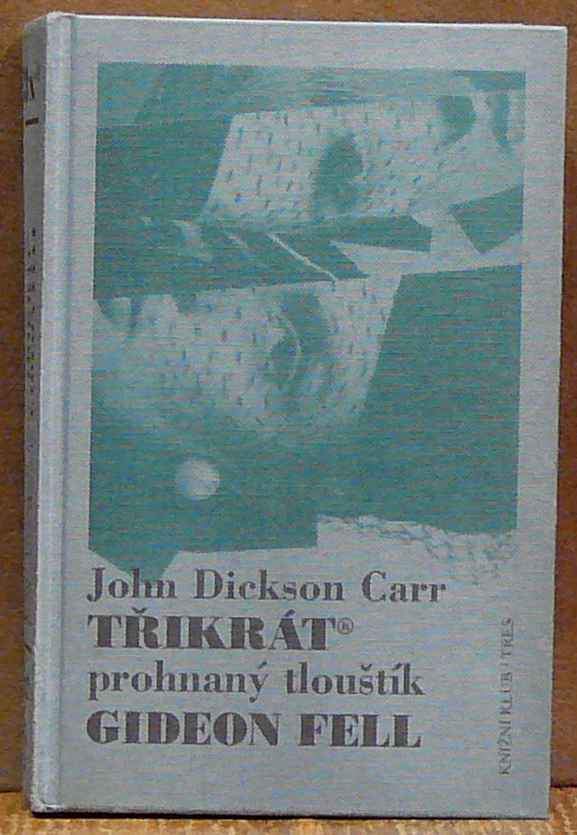 John Dickson Carr
TŘIKRÁT®
prohnaný tlouštík
GIDEON FELL
KNIŽNÍ KLUB / TRES